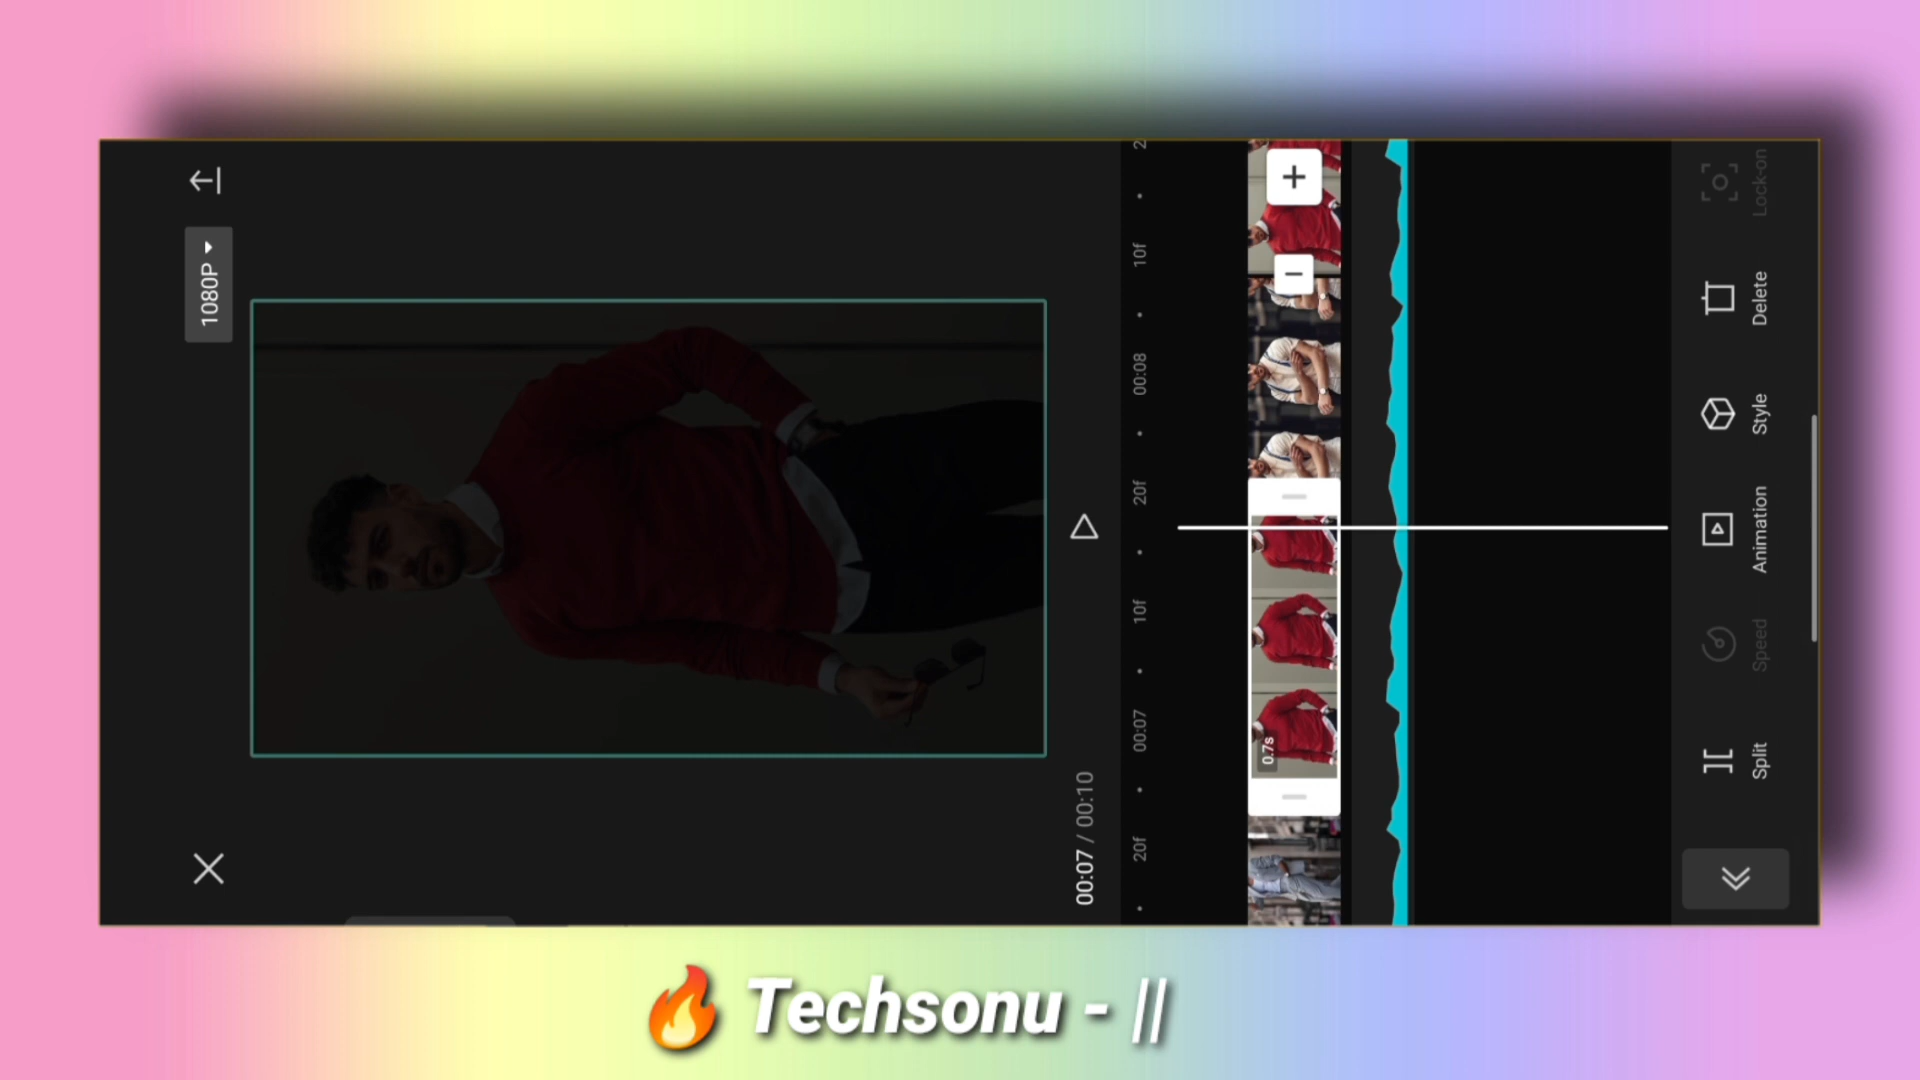 1080P
00:07 / 00:10
20f
00:07
10f
20f
00:08
10f
2
0.7s
Split
Speed
Animation
Style
Delete
Lock-on
Techsonu - ||